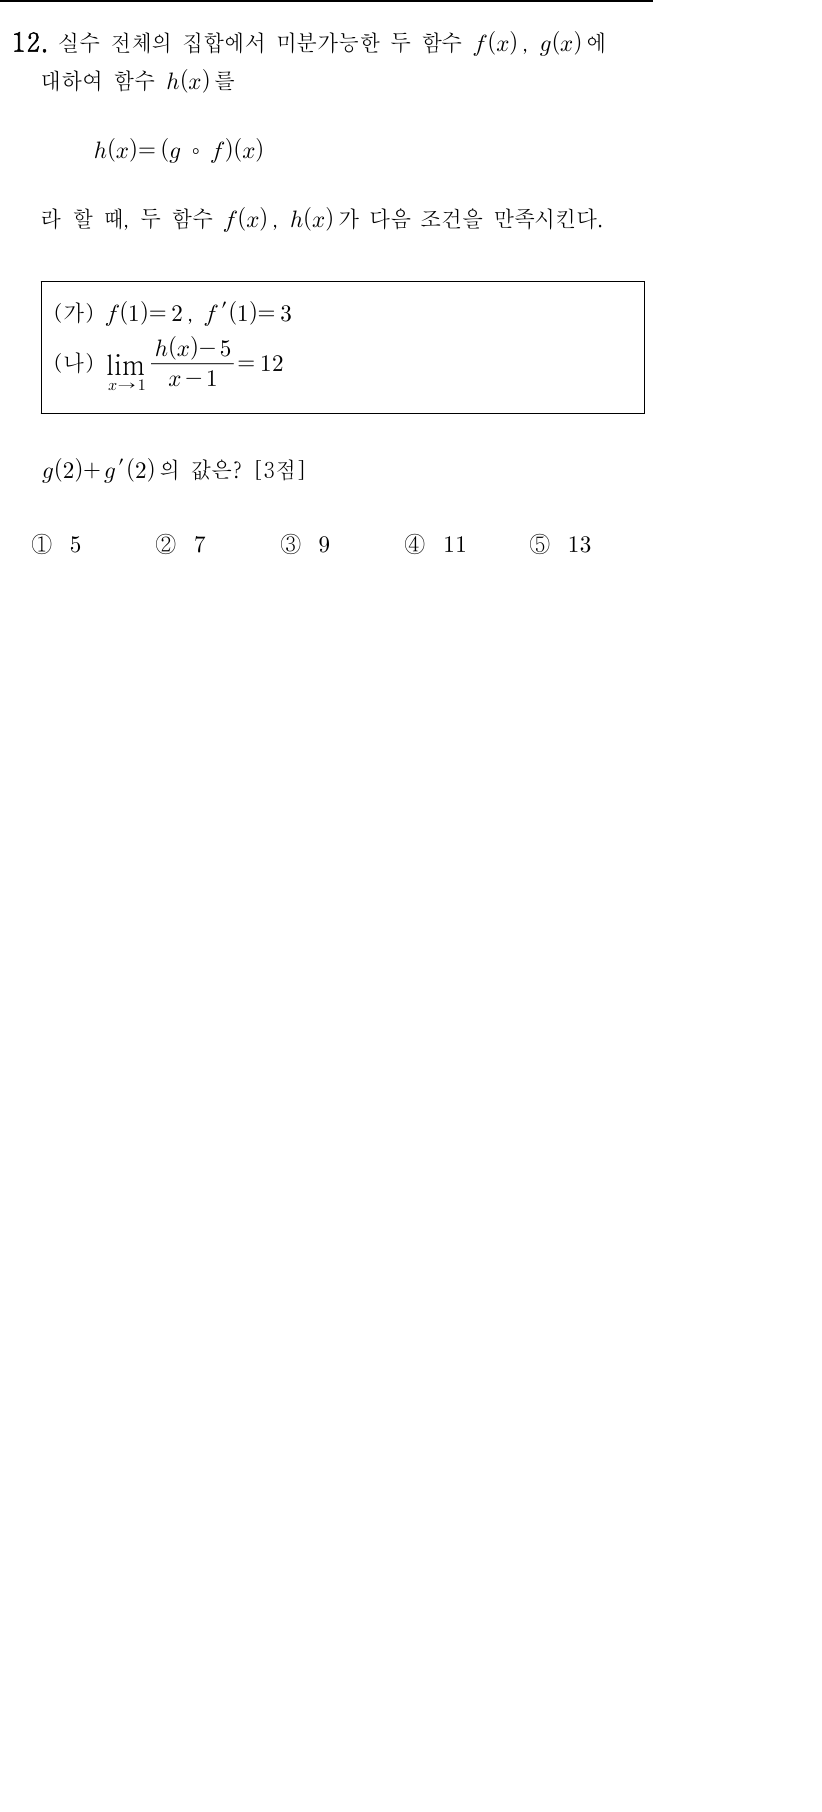 12. 실수 전체의 집합에서 미분가능한 두 함수 f(x), g(x)에
대하여 함수 h(x)를
h(x)=(g∘f)(x)
라 할 때, 두 함수 f(x), h(x)가 다음 조건을 만족시킨다.
(가) f(1)=2, f′(1)=3
(나) lim_{x→1} (h(x)−5)/(x−1) = 12
g(2)+g′(2)의 값은? [3점]
① 5 ② 7 ③ 9 ④ 11 ⑤ 13